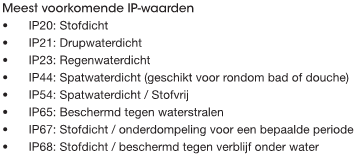 Meest voorkomende IP-waarden
• IP20: Stofdicht
• IP21: Drupwaterdicht
• IP23: Regenwaterdicht
• IP44: Spatwaterdicht (geschikt voor rondom bad of douche)
• IP54: Spatwaterdicht / Stofvrij
• IP65: Beschermd tegen waterstralen
• IP67: Stofdicht / onderdompeling voor een bepaalde periode
• IP68: Stofdicht / beschermd tegen verblijf onder water